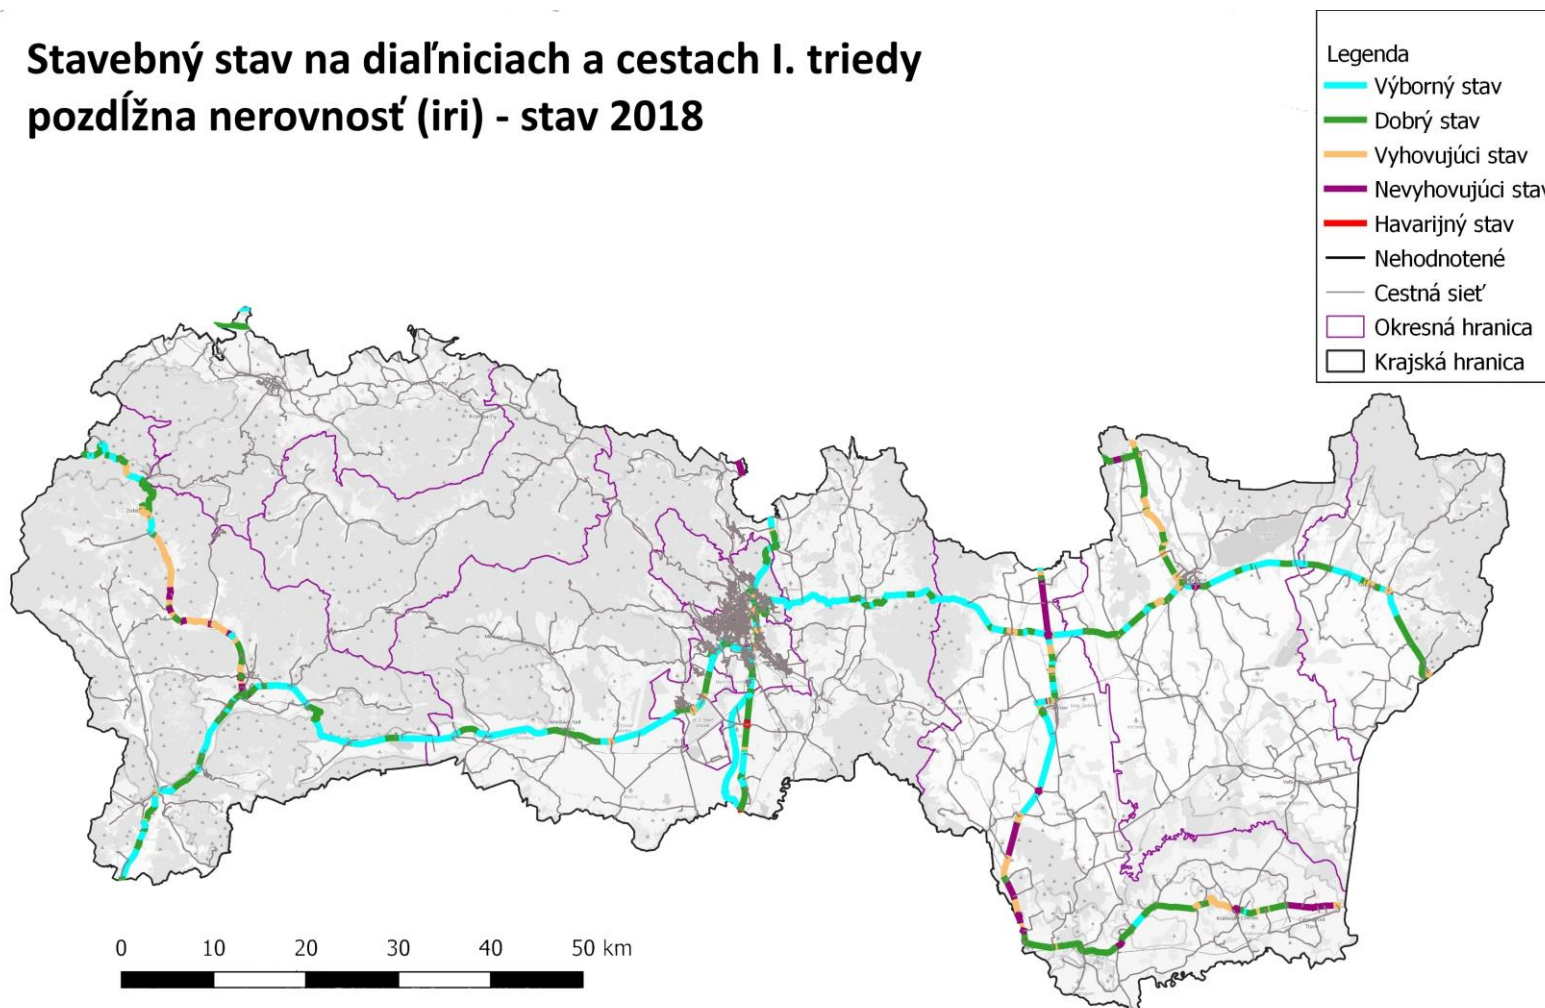 Stavebný stav na diaľniciach a cestach I. triedy
pozdĺžna nerovnosť (iri) - stav 2018
Legenda
Výborný stav
Dobrý stav
Vyhovujúci stav
Nevyhovujúci stav
Havarijný stav
Nehodnotené
Cestná sieť
Okresná hranica
Krajská hranica
0 10 20 30 40 50 km